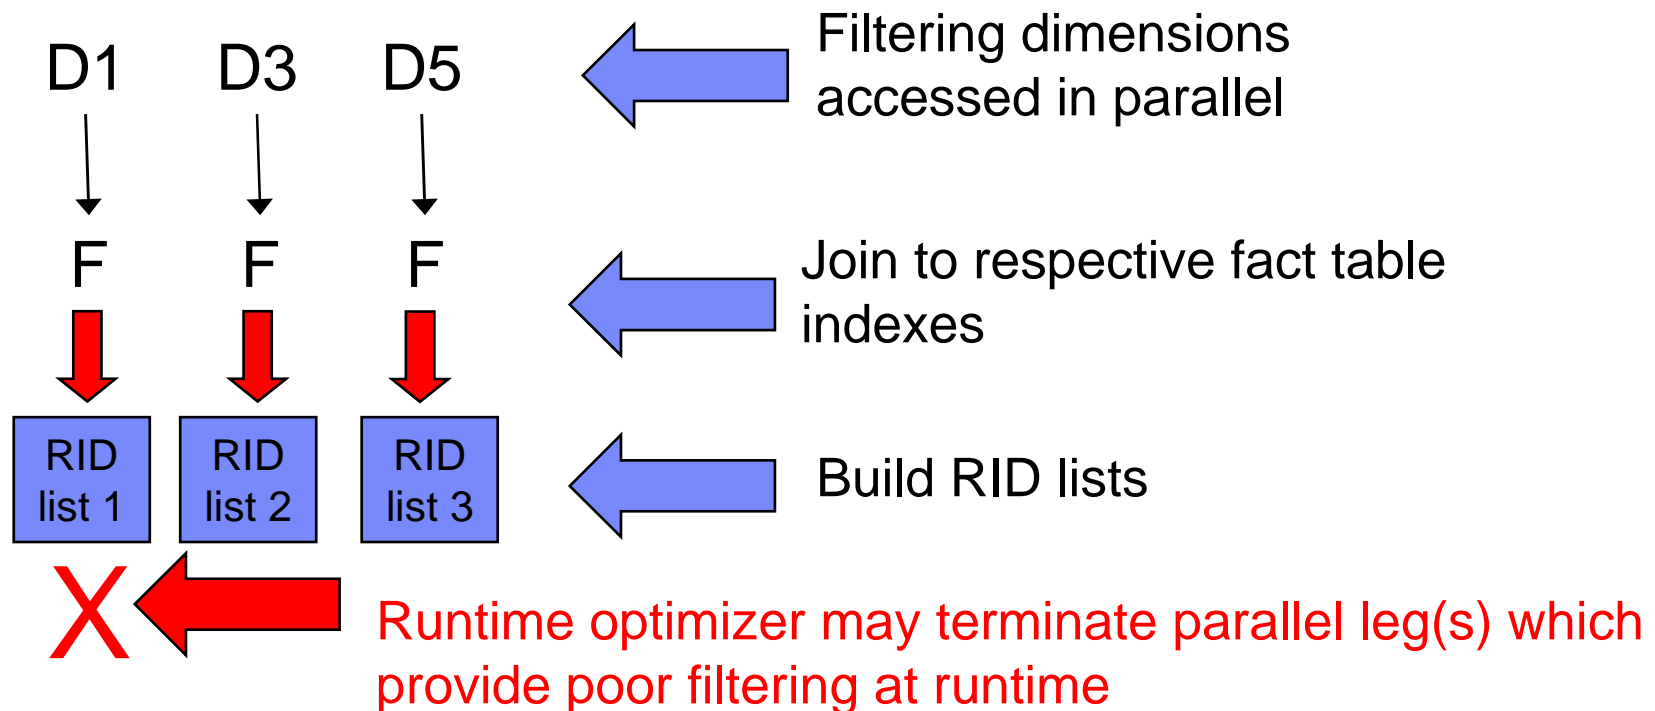 D1 D3 D5
Filtering dimensions
accessed in parallel
F F F
Join to respective fact table
indexes
RID RID RID
list 1 list 2 list 3
Build RID lists
X
Runtime optimizer may terminate parallel leg(s) which
provide poor filtering at runtime